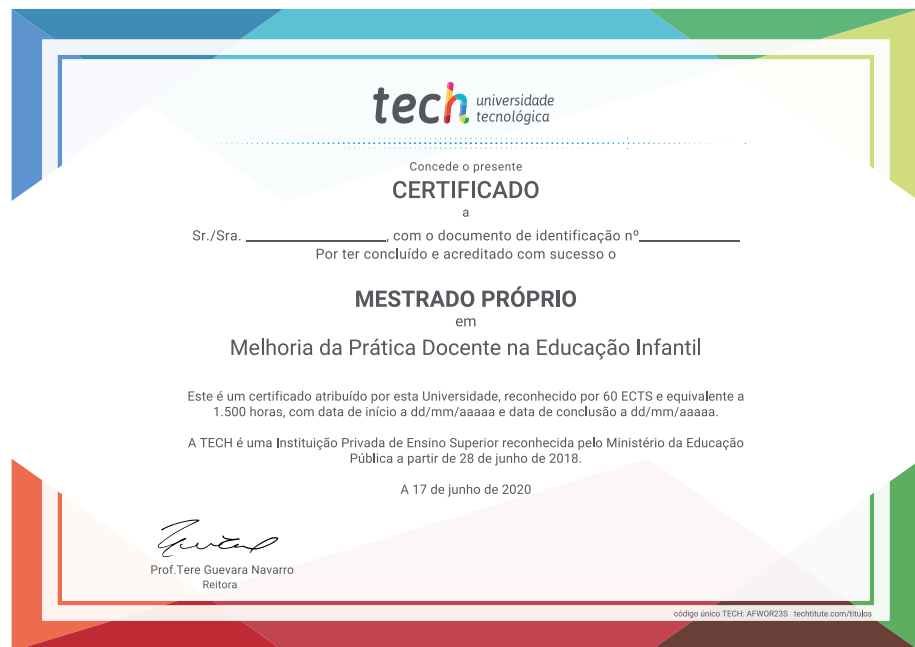 tech universidade
tecnológica
Concede o presente
CERTIFICADO
a
Sr./Sra. ____________________, com o documento de identificação nº______________
Por ter concluído e acreditado com sucesso o
MESTRADO PRÓPRIO
em
Melhoria da Prática Docente na Educação Infantil
Este é um certificado atribuído por esta Universidade, reconhecido por 60 ECTS e equivalente a
1.500 horas, com data de início a dd/mm/aaaaa e data de conclusão a dd/mm/aaaaa.
A TECH é uma Instituição Privada de Ensino Superior reconhecida pelo Ministério da Educação
Pública a partir de 28 de junho de 2018.
A 17 de junho de 2020
Prof.Tere Guevara Navarro
Reitora
código único TECH: AFWOR23S techtitute.com/titulos